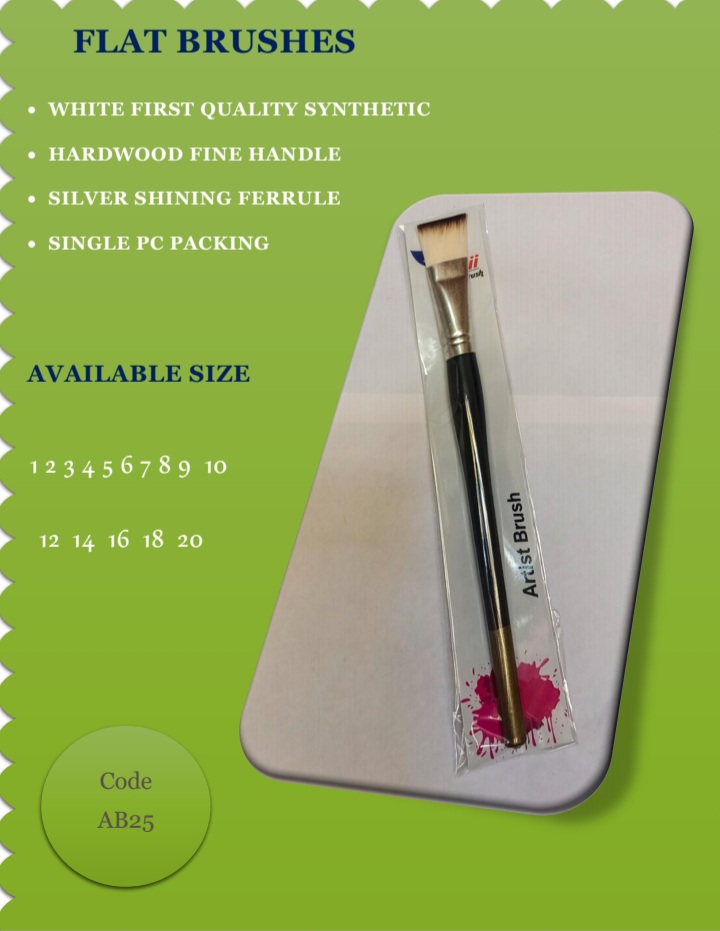 FLAT BRUSHES
• WHITE FIRST QUALITY SYNTHETIC
• HARDWOOD FINE HANDLE
• SILVER SHINING FERRULE
• SINGLE PC PACKING
AVAILABLE SIZE
1 2 3 4 5 6 7 8 9 10
12 14 16 18 20
Artist Brush
Code
AB25